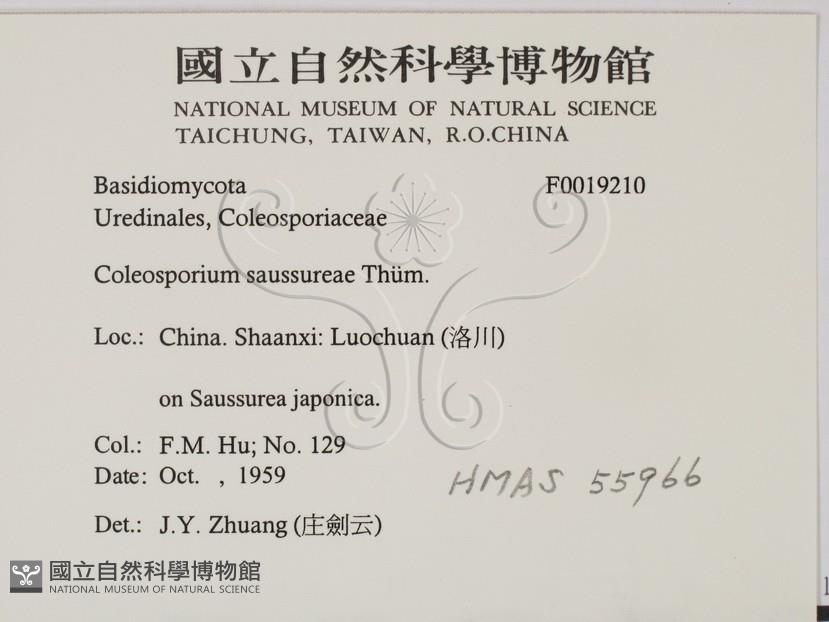 國立自然科學博物館
NATIONAL MUSEUM OF NATURAL SCIENCE
TAICHUNG, TAIWAN, R.O.CHINA
Basidiomycota F0019210
Uredinales, Coleosporiaceae
Coleosporium saussureae Thüm.
Loc.: China. Shaanxi: Luochuan (洛川)
on Saussurea japonica.
Col.: F.M. Hu; No. 129
Date: Oct. , 1959
HMAS 55966
Det.: J.Y. Zhuang (庄劍云)
國立自然科學博物館
NATIONAL MUSEUM OF NATURAL SCIENCE